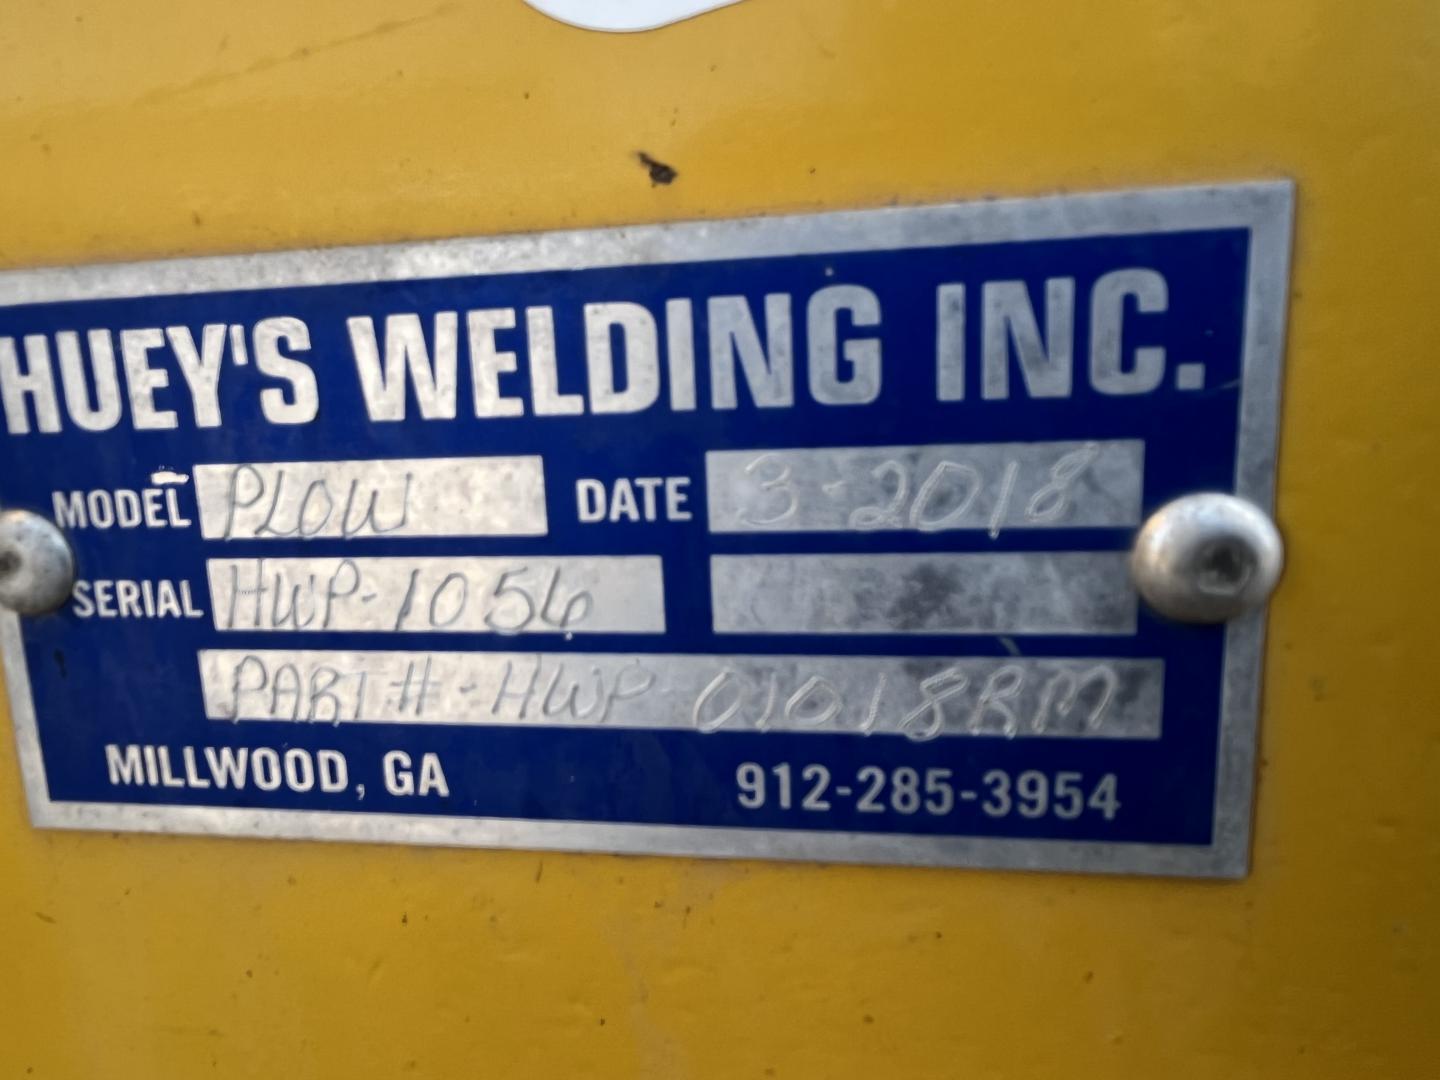 HUEY'S WELDING INC.
MODEL PLOW DATE 3-2018
SERIAL HWP-1056
PART#-HWP 01018RM
MILLWOOD, GA 912-285-3954